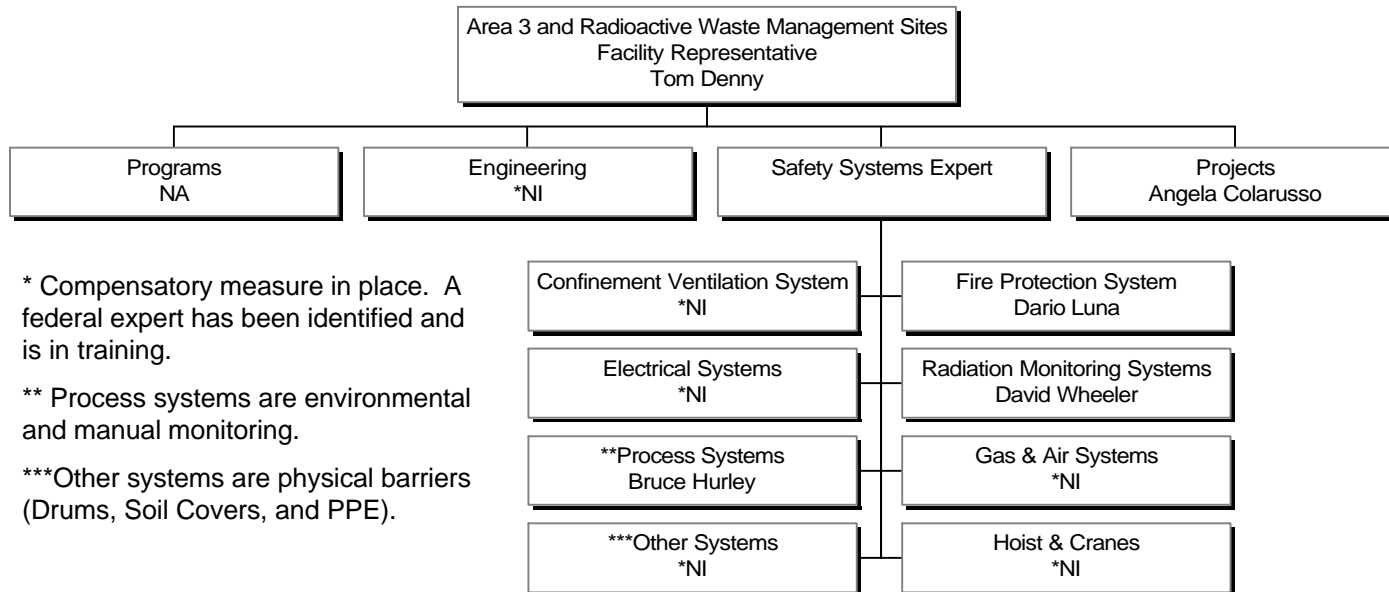 Area 3 and Radioactive Waste Management Sites
Facility Representative
Tom Denny
Programs
NA
Engineering
*NI
Safety Systems Expert
Projects
Angela Colarusso
* Compensatory measure in place.  A
federal expert has been identified and
is in training.
** Process systems are environmental
and manual monitoring.
***Other systems are physical barriers
(Drums, Soil Covers, and PPE).
Confinement Ventilation System
*NI
Fire Protection System
Dario Luna
Electrical Systems
*NI
Radiation Monitoring Systems
David Wheeler
**Process Systems
Bruce Hurley
Gas & Air Systems
*NI
***Other Systems
*NI
Hoist & Cranes
*NI